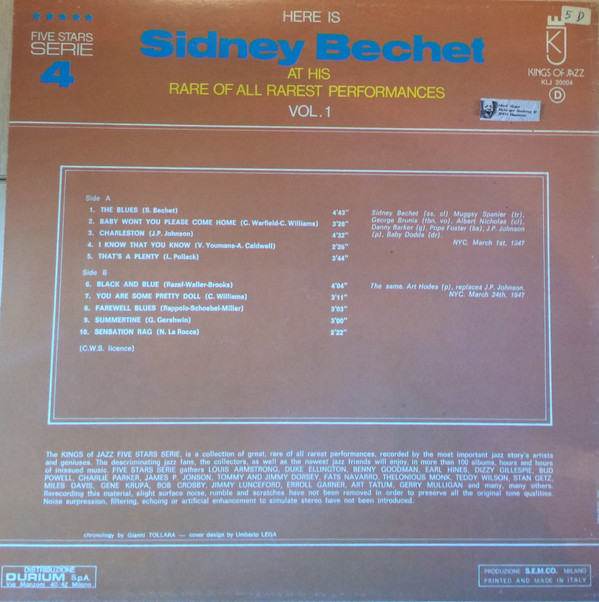 HERE IS
★★★★★
FIVE STARS
SERIE
4
Sidney Bechet
AT HIS
RARE OF ALL RAREST PERFORMANCES
VOL. 1
5 D
KJ
KINGS OF JAZZ
KLJ 20004
D
Side A
1. THE BLUES (S. Bechet) 4'43"
2. BABY WONT YOU PLEASE COME HOME (C. Warfield-C. Williams) 3'28"
3. CHARLESTON (J.P. Johnson) 4'32"
4. I KNOW THAT YOU KNOW (V. Youmans-A. Caldwell) 2'26"
5. THAT'S A PLENTY (L. Pollack) 3'44"
Sidney Bechet (ss, cl) Muggsy Spanier (tr),
George Brunis (tbn. vo), Albert Nicholas (cl),
Danny Barker (g), Pops Foster (bs), J.P. Johnson
(p), Baby Dodds (dr).
NYC. March 1st, 1947
Side B
6. BLACK AND BLUE (Razaf-Waller-Brooks) 4'04"
7. YOU ARE SOME PRETTY DOLL (C. Williams) 3'11"
8. FAREWELL BLUES (Rappolo-Schoebel-Miller) 3'03"
9. SUMMERTINE (G. Gershwin) 3'00"
10. SENSATION RAG (N. La Rocca) 2'22"
The same. Art Hodes (p), replaces J.P. Johnson.
NYC. March 24th, 1947
(C.W.S. licence)
The KINGS of JAZZ FIVE STARS SERIE, is a collection of great, rare of all rarest performances, recorded by the most important jazz story's artists
and geniuses. The descriminating jazz fans, the collectors, as well as the newest jazz friends will enjoy, in more than 100 albums, hours and hours
of inissued music. FIVE STARS SERIE gathers LOUIS ARMSTRONG, DUKE ELLINGTON, BENNY GOODMAN, EARL HINES, DIZZY GILLESPIE, BUD
POWELL, CHARLIE PARKER, JAMES P. JONSON, TOMMY AND JIMMY DORSEY, FATS NAVARRO, THELONIOUS MONK, TEDDY WILSON, STAN GETZ,
MILES DAVIS, GENE KRUPA, BOB CROSBY, JIMMY LUNCEFORD, ERROLL GARNER, ART TATUM, GERRY MULLIGAN and many, many others.
Rerecording this material, slight surface noise, rumble and scratches have not been removed in order to preserve all the original tone qualities.
Noise surpression, filtering, echoing or artificial enhancement to simulate stereo have not been introduced.
chronology by Gianni TOLLARA — cover design by Umberto LEGA
DISTRIBUZIONE
DURIUM S.p.A.
Via Manzoni 40-42 Milano
PRODUZIONE S.E.M.CO. MILANO
PRINTED AND MADE IN ITALY